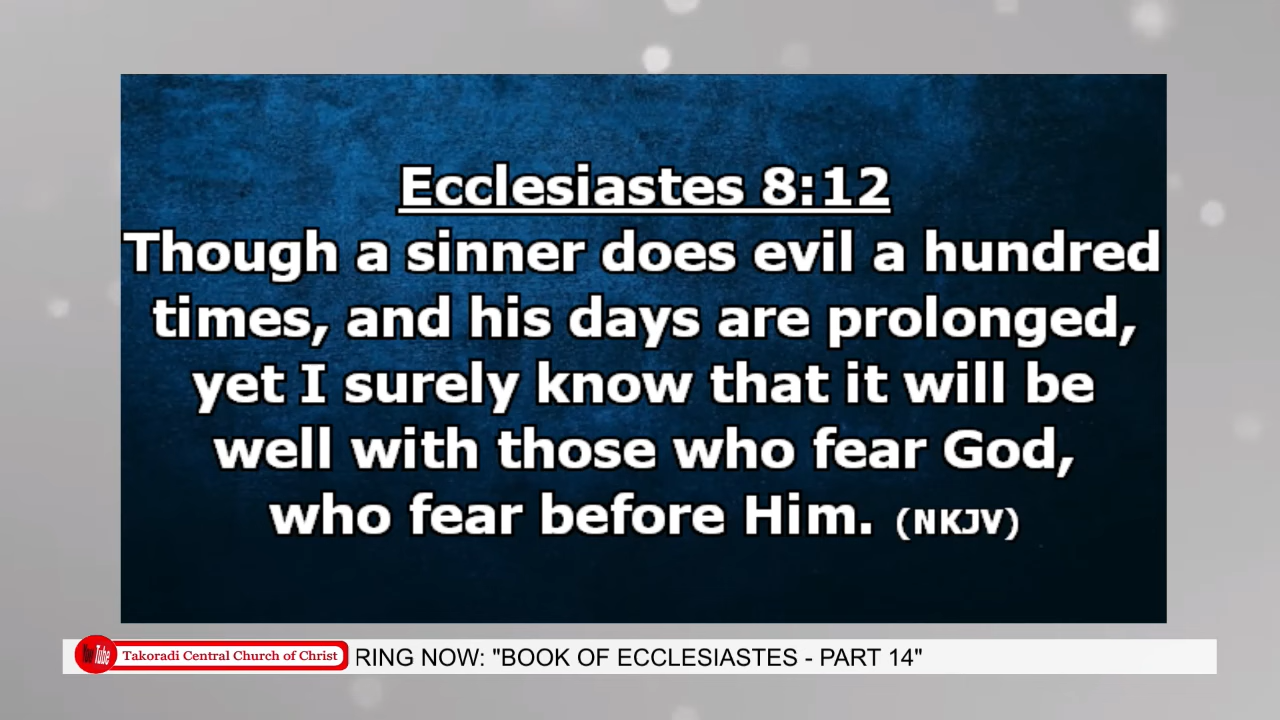 Ecclesiastes 8:12
Though a sinner does evil a hundred
times, and his days are prolonged,
yet I surely know that it will be
well with those who fear God,
who fear before Him. (NKJV)
YouTube Takoradi Central Church of Christ RING NOW: "BOOK OF ECCLESIASTES - PART 14"